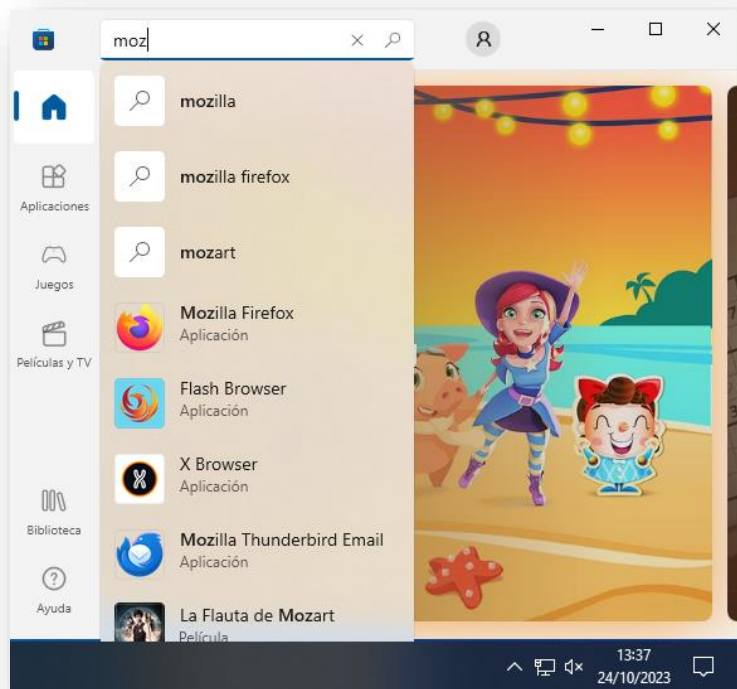 moz
mozilla
mozilla firefox
mozart
Mozilla Firefox
Aplicación
Flash Browser
Aplicación
X Browser
Aplicación
Mozilla Thunderbird Email
Aplicación
La Flauta de Mozart
Película
Aplicaciones
Juegos
Películas y TV
Biblioteca
Ayuda
13:37
24/10/2023